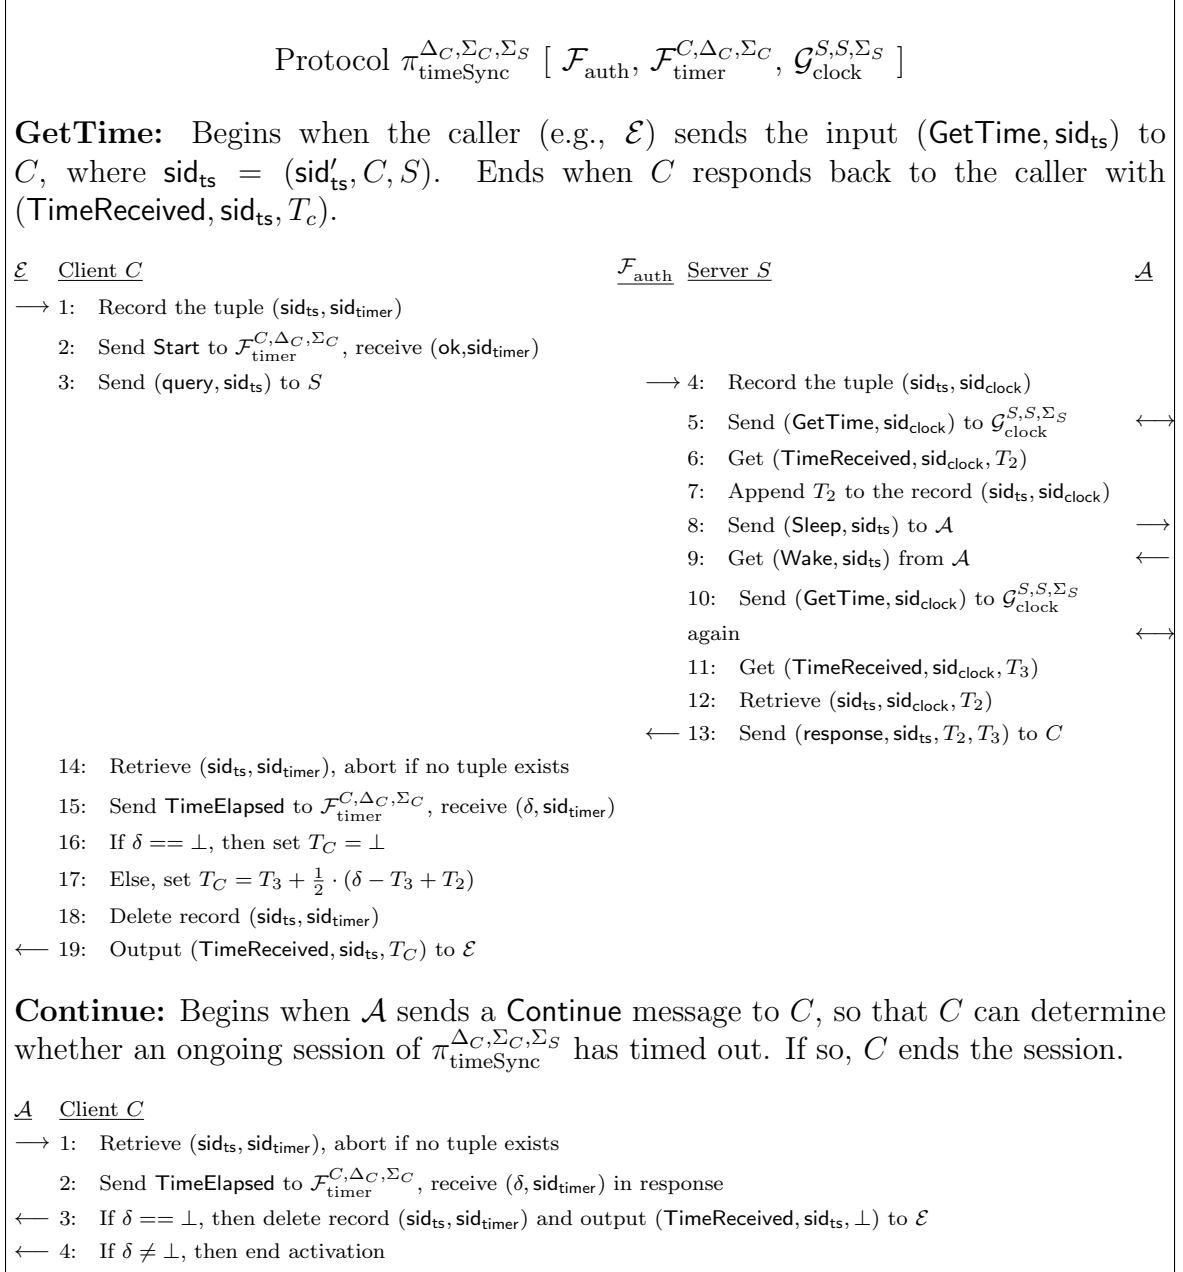 Protocol π_timeSync^{Δ_C,Σ_C,Σ_S} [ F_auth, F_timer^{C,Δ_C,Σ_C}, G_clock^{S,S,Σ_S} ]
GetTime: Begins when the caller (e.g., ℰ) sends the input (GetTime, sid_ts) to
C, where sid_ts = (sid′_ts, C, S). Ends when C responds back to the caller with
(TimeReceived, sid_ts, T_c).
ℰ Client C F_auth Server S 𝒜
⟶ 1: Record the tuple (sid_ts, sid_timer)
2: Send Start to F_timer^{C,Δ_C,Σ_C}, receive (ok,sid_timer)
3: Send (query, sid_ts) to S ⟶ 4: Record the tuple (sid_ts, sid_clock)
5: Send (GetTime, sid_clock) to G_clock^{S,S,Σ_S} ⟷
6: Get (TimeReceived, sid_clock, T_2)
7: Append T_2 to the record (sid_ts, sid_clock)
8: Send (Sleep, sid_ts) to 𝒜 ⟶
9: Get (Wake, sid_ts) from 𝒜 ⟵
10: Send (GetTime, sid_clock) to G_clock^{S,S,Σ_S}
again ⟷
11: Get (TimeReceived, sid_clock, T_3)
12: Retrieve (sid_ts, sid_clock, T_2)
⟵ 13: Send (response, sid_ts, T_2, T_3) to C
14: Retrieve (sid_ts, sid_timer), abort if no tuple exists
15: Send TimeElapsed to F_timer^{C,Δ_C,Σ_C}, receive (δ, sid_timer)
16: If δ == ⊥, then set T_C = ⊥
17: Else, set T_C = T_3 + ½ · (δ − T_3 + T_2)
18: Delete record (sid_ts, sid_timer)
⟵ 19: Output (TimeReceived, sid_ts, T_C) to ℰ
Continue: Begins when 𝒜 sends a Continue message to C, so that C can determine
whether an ongoing session of π_timeSync^{Δ_C,Σ_C,Σ_S} has timed out. If so, C ends the session.
𝒜 Client C
⟶ 1: Retrieve (sid_ts, sid_timer), abort if no tuple exists
2: Send TimeElapsed to F_timer^{C,Δ_C,Σ_C}, receive (δ, sid_timer) in response
⟵ 3: If δ == ⊥, then delete record (sid_ts, sid_timer) and output (TimeReceived, sid_ts, ⊥) to ℰ
⟵ 4: If δ ≠ ⊥, then end activation